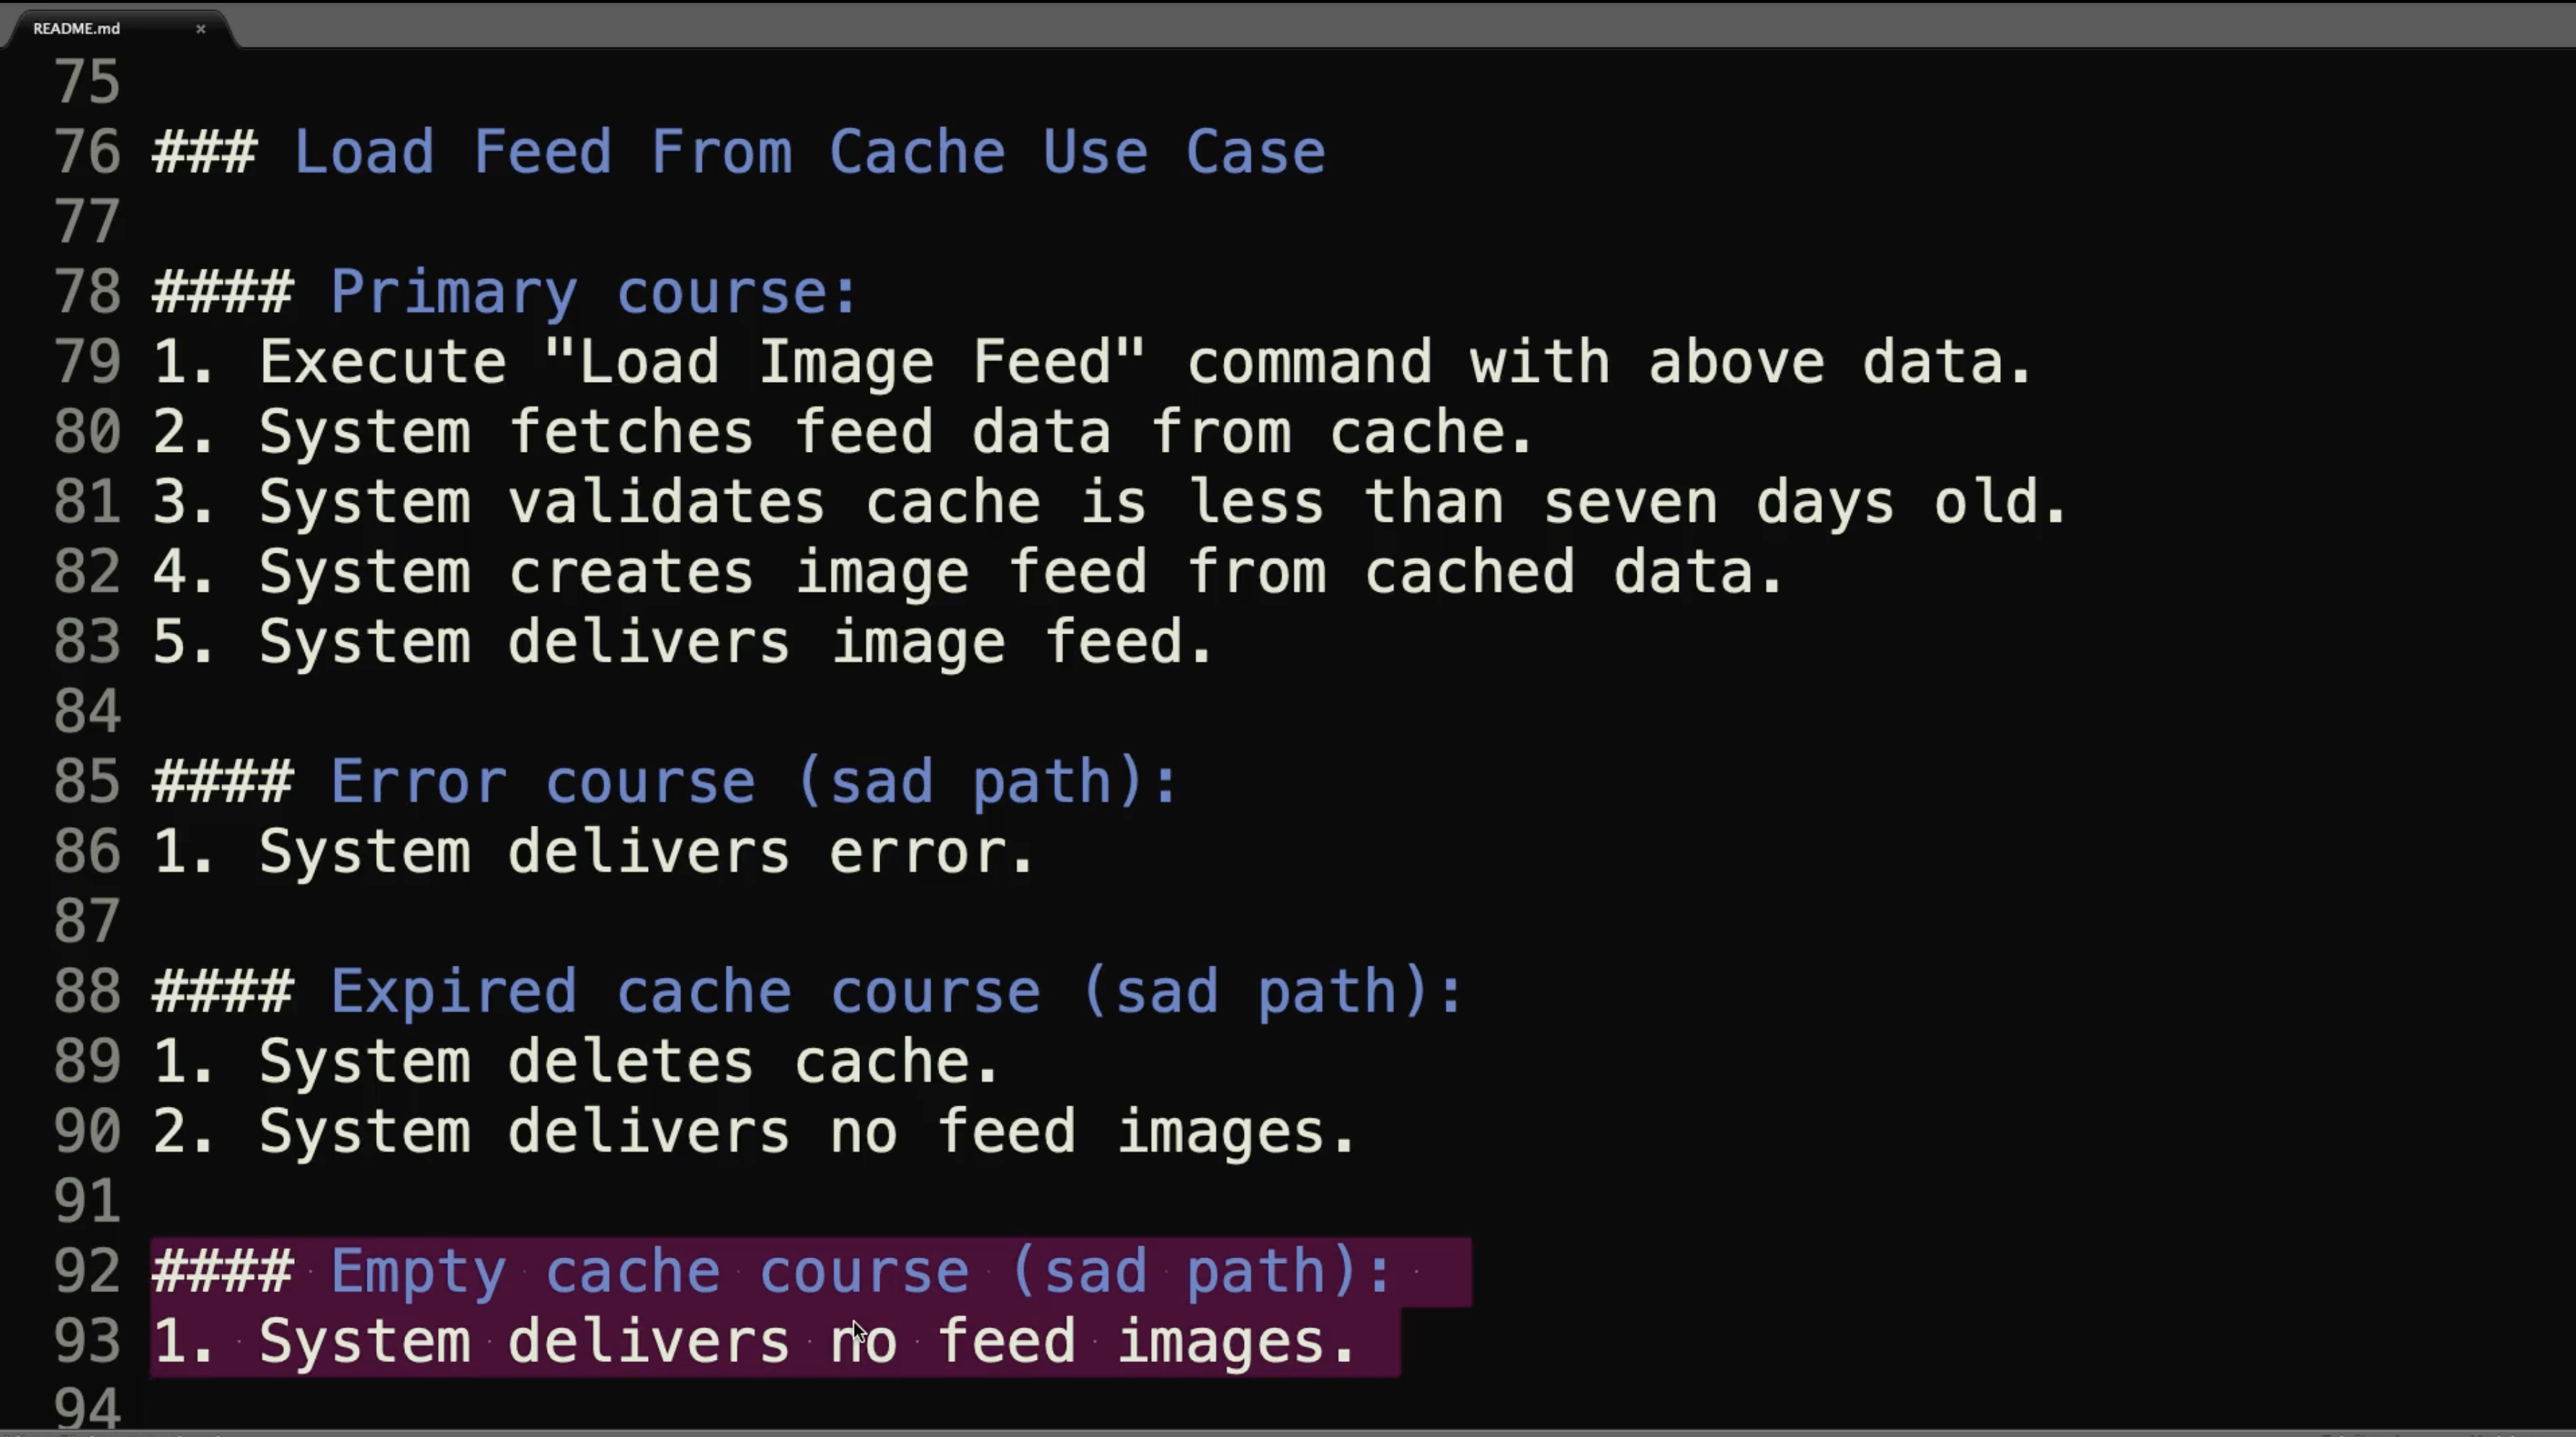 README.md ×
75
76 ### Load Feed From Cache Use Case
77
78 #### Primary course:
79 1. Execute "Load Image Feed" command with above data.
80 2. System fetches feed data from cache.
81 3. System validates cache is less than seven days old.
82 4. System creates image feed from cached data.
83 5. System delivers image feed.
84
85 #### Error course (sad path):
86 1. System delivers error.
87
88 #### Expired cache course (sad path):
89 1. System deletes cache.
90 2. System delivers no feed images.
91
92 #### Empty cache course (sad path):
93 1. System delivers no feed images.
94